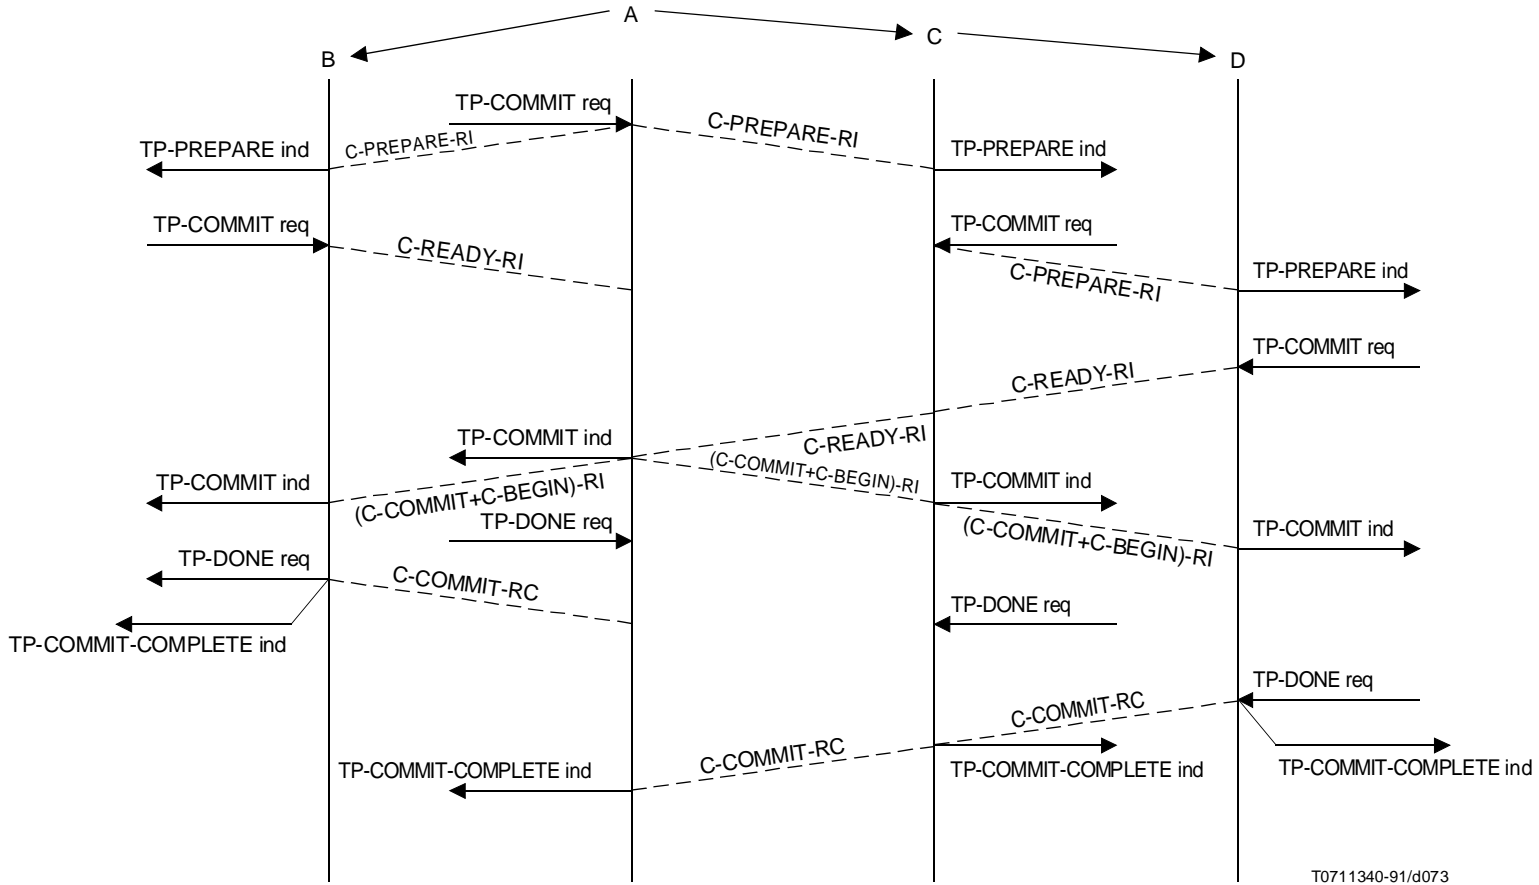 A
C
B
D
TP-COMMIT req
C-PREPARE-RI
C-PREPARE-RI
TP-PREPARE ind
TP-PREPARE ind
TP-COMMIT req
C-READY-RI
TP-COMMIT req
C-PREPARE-RI
TP-PREPARE ind
TP-COMMIT req
C-READY-RI
TP-COMMIT ind
C-READY-RI
(C-COMMIT+C-BEGIN)-RI
TP-COMMIT ind
(C-COMMIT+C-BEGIN)-RI
TP-COMMIT ind
TP-DONE req
(C-COMMIT+C-BEGIN)-RI
TP-COMMIT ind
TP-DONE req
C-COMMIT-RC
TP-DONE req
TP-COMMIT-COMPLETE ind
TP-DONE req
C-COMMIT-RC
C-COMMIT-RC
TP-COMMIT-COMPLETE ind
TP-COMMIT-COMPLETE ind
TP-COMMIT-COMPLETE ind
T0711340-91/d073